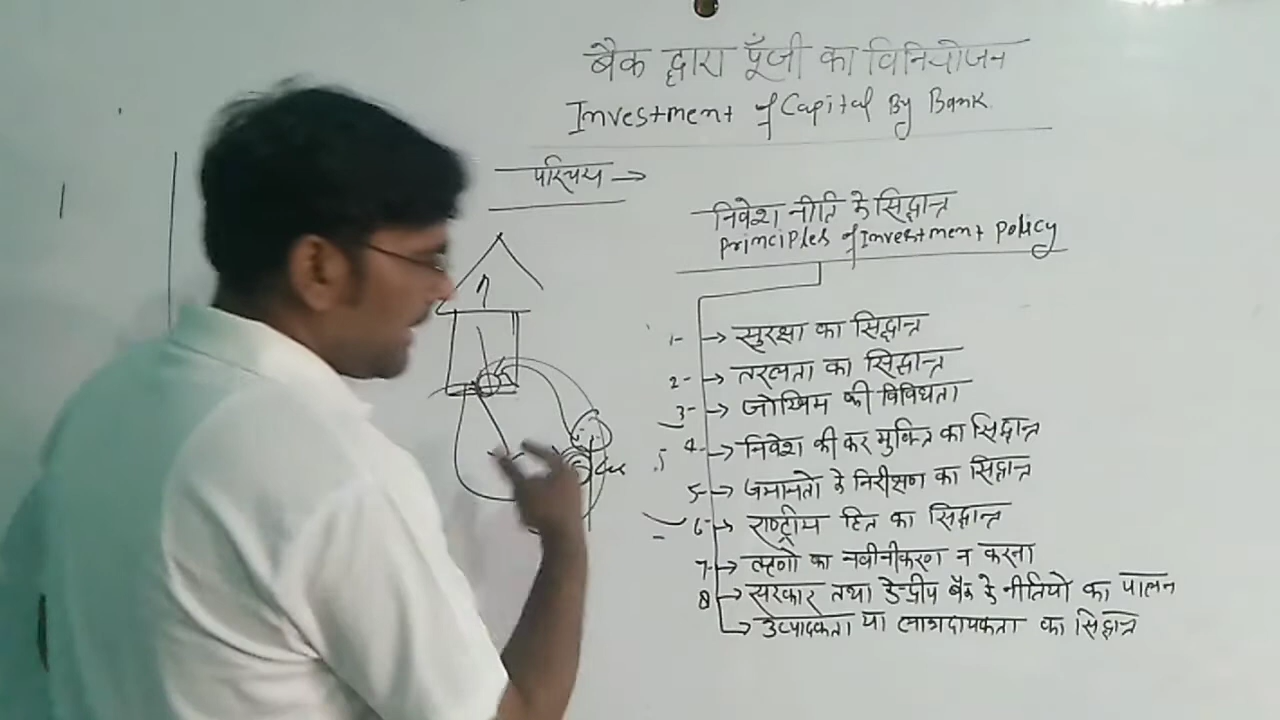 बैंक द्वारा पूँजी का विनियोजन
Investment of Capital By Bank.
परिचय →
निवेश नीति के सिद्धान्त
Principles of Investment Policy
1- → सुरक्षा का सिद्धान्त
2- → तरलता का सिद्धान्त
3- → जोखिम की विविधता
4- → निवेश की कर मुक्ति का सिद्धान्त
5- → जमानतो के निरीक्षण का सिद्धान्त
6- → राष्ट्रीय हित का सिद्धान्त
7- → ऋणो का नवीनीकरण न करना
8 → सरकार तथा केन्द्रीय बैंक के नीतियो का पालन
→ उत्पादकता या लाभदायकता का सिद्धान्त